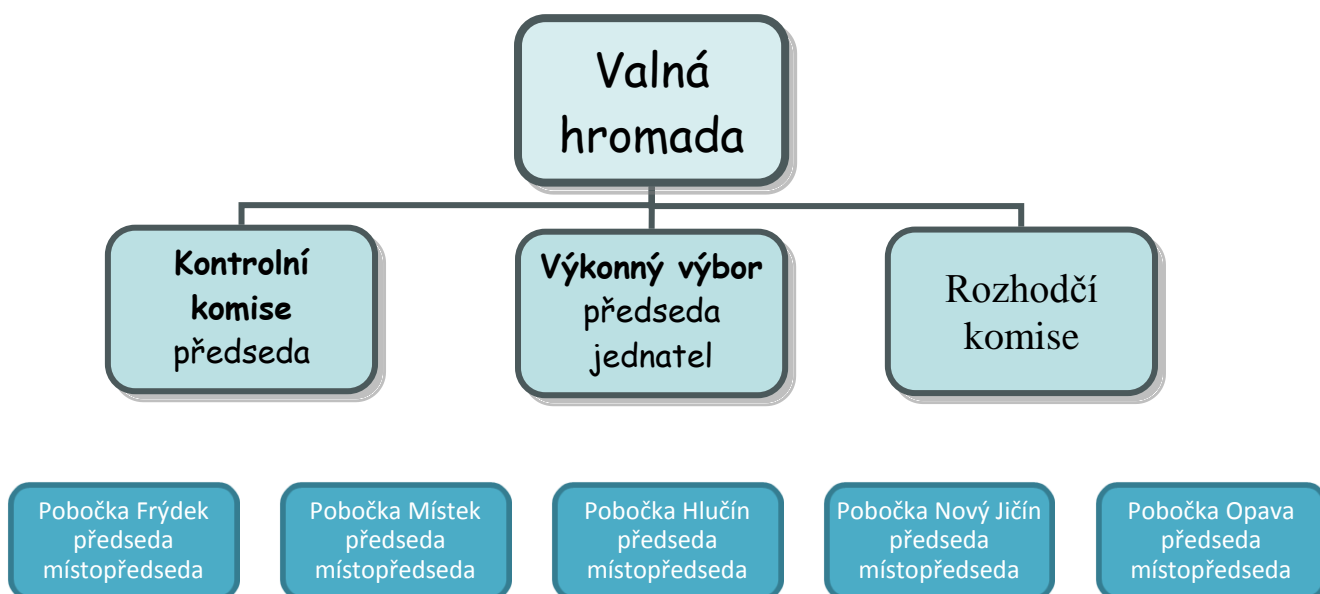 Valná
hromada
Kontrolní
komise
předseda
Výkonný výbor
předseda
jednatel
Rozhodčí
komise
Pobočka Frýdek
předseda
místopředseda
Pobočka Místek
předseda
místopředseda
Pobočka Hlučín
předseda
místopředseda
Pobočka Nový Jičín
předseda
místopředseda
Pobočka Opava
předseda
místopředseda